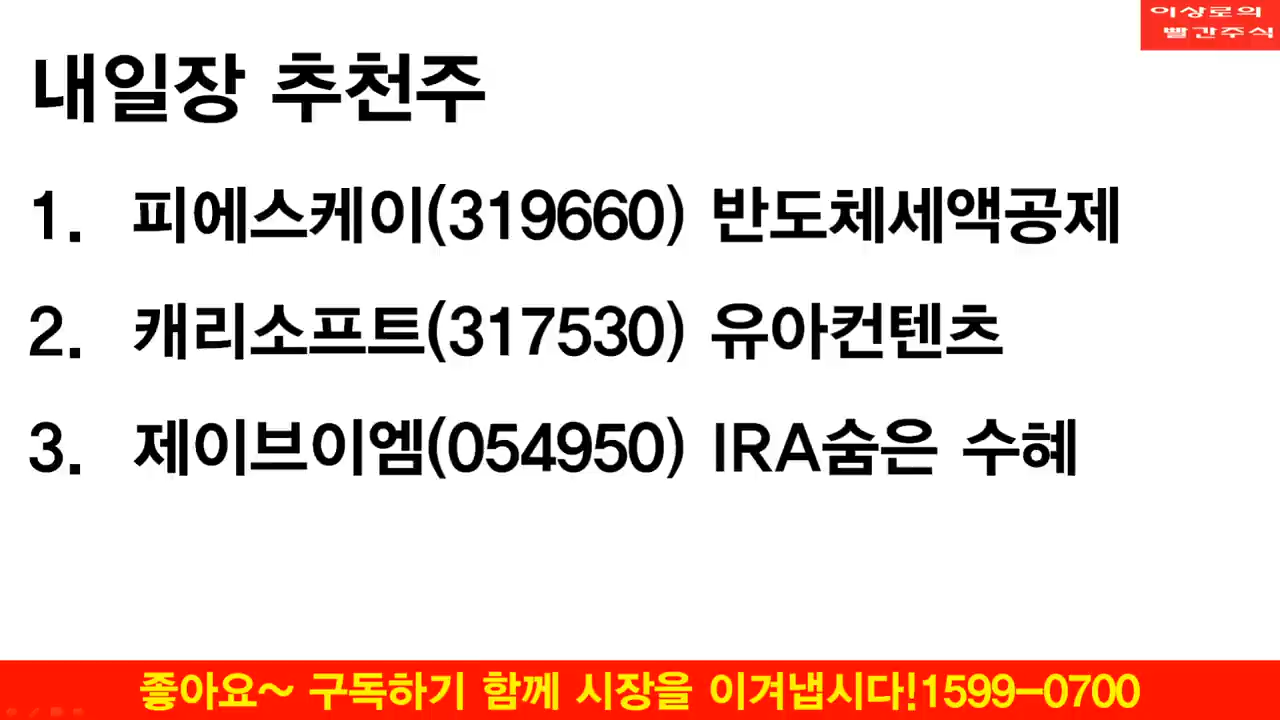 이상로의
빨간주식
내일장 추천주
1. 피에스케이(319660) 반도체세액공제
2. 캐리소프트(317530) 유아컨텐츠
3. 제이브이엠(054950) IRA숨은 수혜
좋아요~ 구독하기 함께 시장을 이겨냅시다!1599-0700